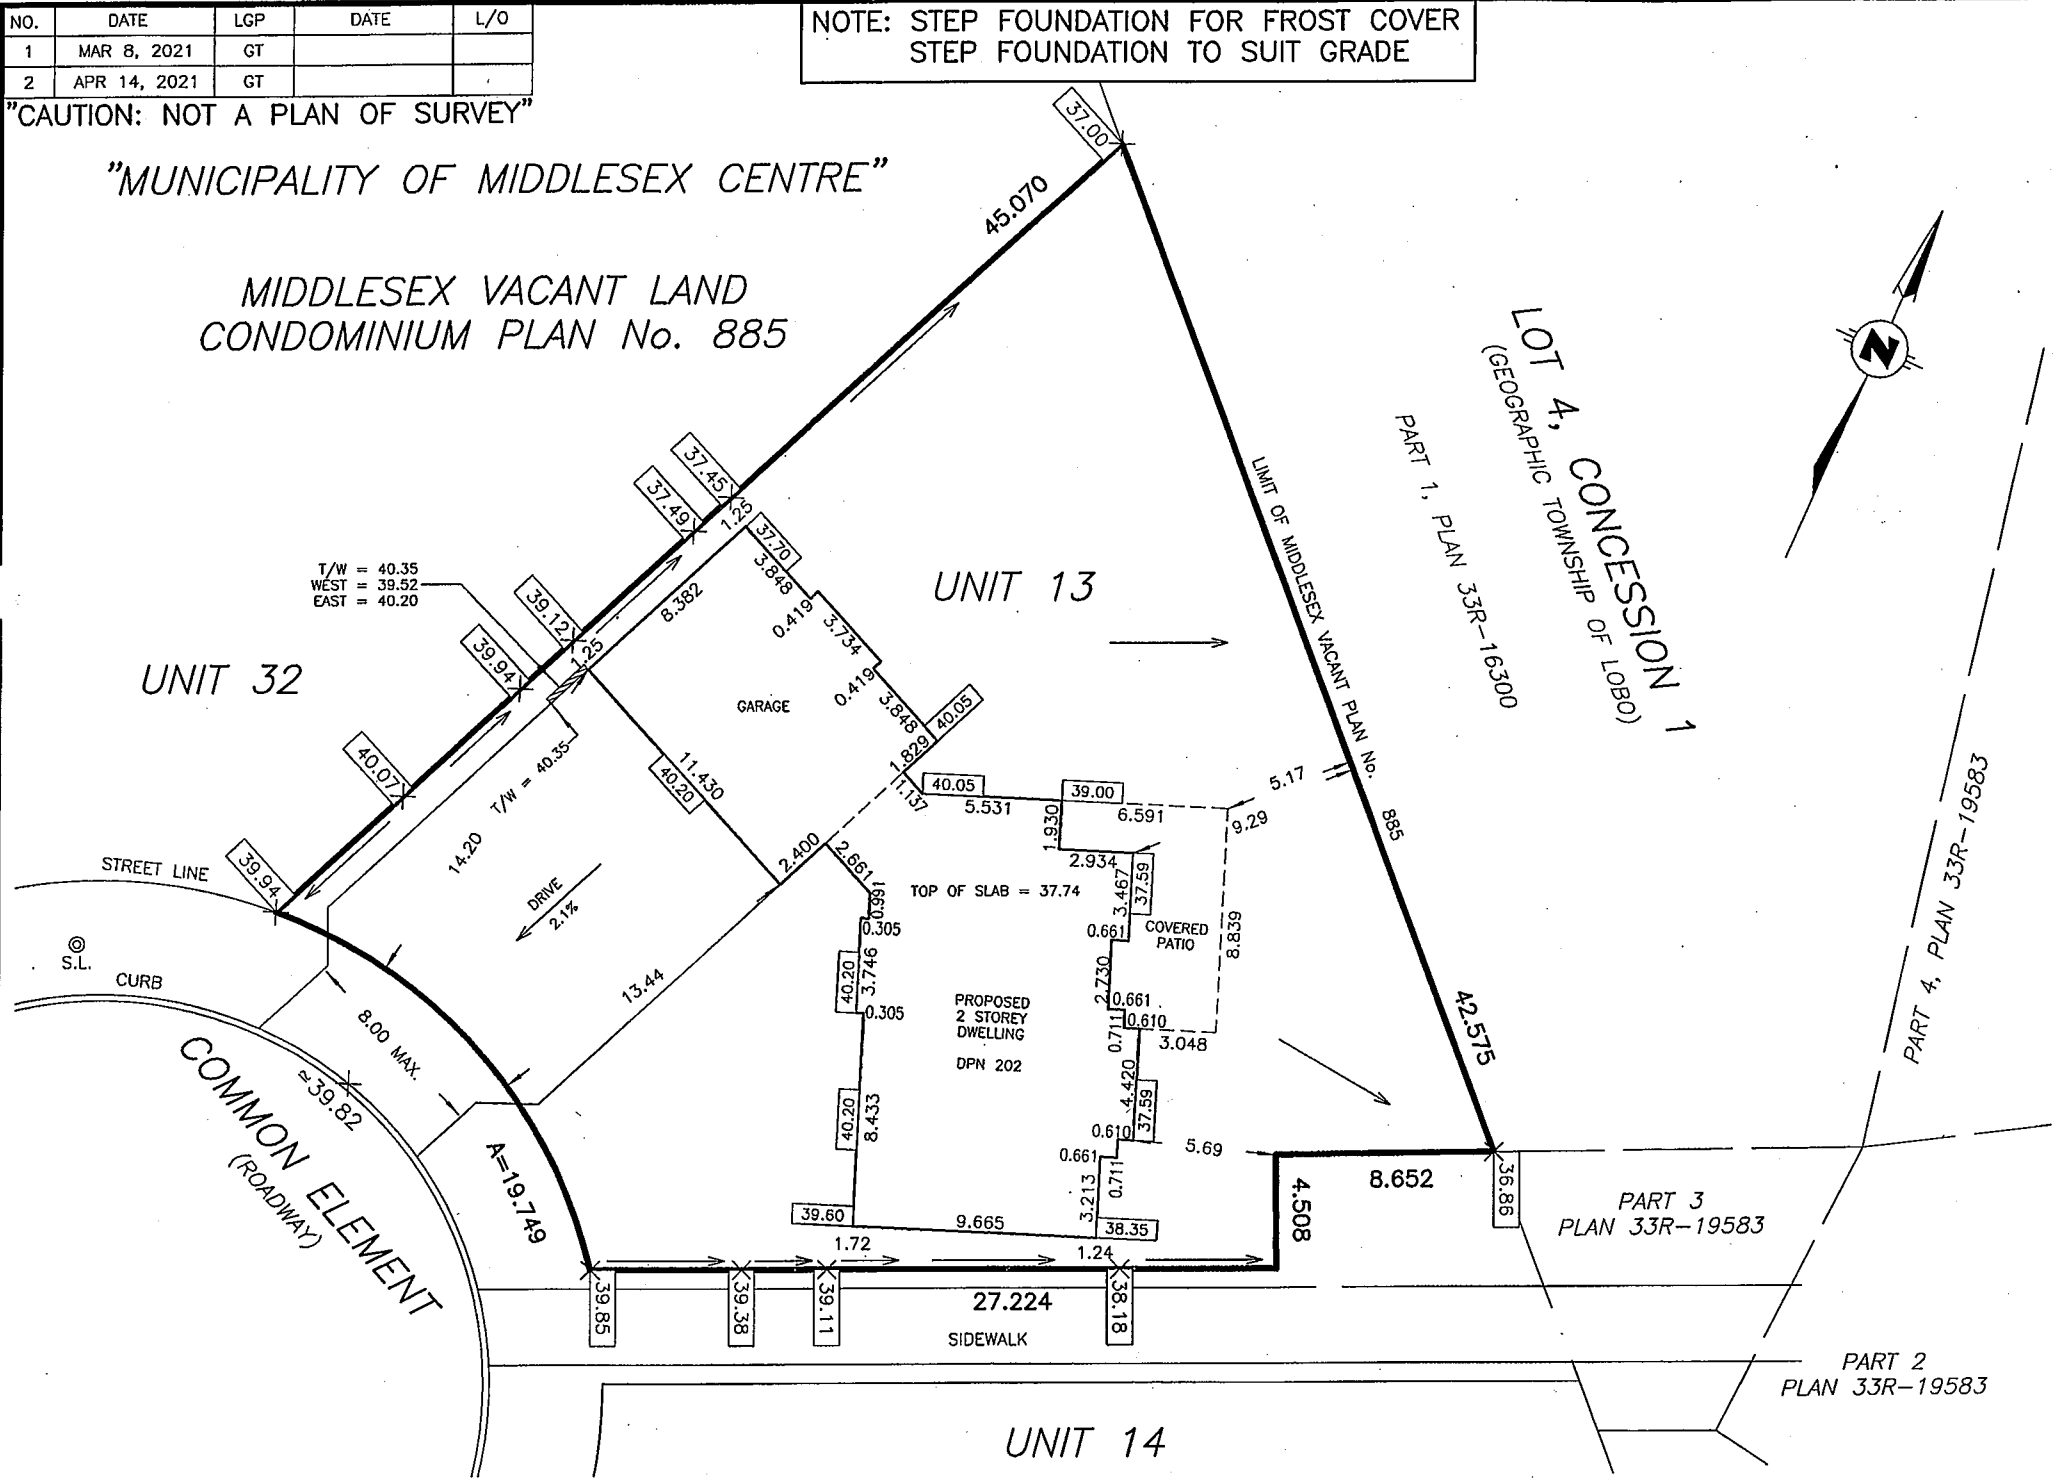 NO. DATE LGP DATE L/O
1 MAR 8, 2021 GT
2 APR 14, 2021 GT
"CAUTION: NOT A PLAN OF SURVEY"
NOTE: STEP FOUNDATION FOR FROST COVER
STEP FOUNDATION TO SUIT GRADE
"MUNICIPALITY OF MIDDLESEX CENTRE"
MIDDLESEX VACANT LAND
CONDOMINIUM PLAN No. 885
37.00
45.070
N
LOT 4, CONCESSION 1
(GEOGRAPHIC TOWNSHIP OF LOBO)
PART 1, PLAN 33R-16300
LIMIT OF MIDDLESEX VACANT PLAN No. 885
37.45
37.49
1.25
37.70
3.848
8.382
0.419
3.734
0.419
3.848
40.05
1.829
1.137
T/W = 40.35
WEST = 39.52
EAST = 40.20
39.12
39.94
1.25
UNIT 32
UNIT 13
GARAGE
40.07
T/W = 40.35
14.20
11.430
40.20
39.94
STREET LINE
S.L.
CURB
DRIVE
2.1%
2.400
13.44
8.00 MAX.
≈39.82
COMMON ELEMENT
(ROADWAY)
A=19.749
40.05
5.531
39.00
6.591
1.930
2.934
5.17
9.29
2.661
0.991
0.305
3.746
40.20
0.305
40.20
8.433
TOP OF SLAB = 37.74
3.467
37.59
0.661
COVERED
PATIO
8.839
2.730
0.661
0.610
0.711
3.048
PROPOSED
2 STOREY
DWELLING
DPN 202
4.420
37.59
0.610
0.661
0.711
3.213
5.69
42.575
8.652
4.508
36.86
39.60
9.665
38.35
1.72
1.24
39.85
39.38
39.11
38.18
27.224
SIDEWALK
UNIT 14
PART 3
PLAN 33R-19583
PART 4, PLAN 33R-19583
PART 2
PLAN 33R-19583